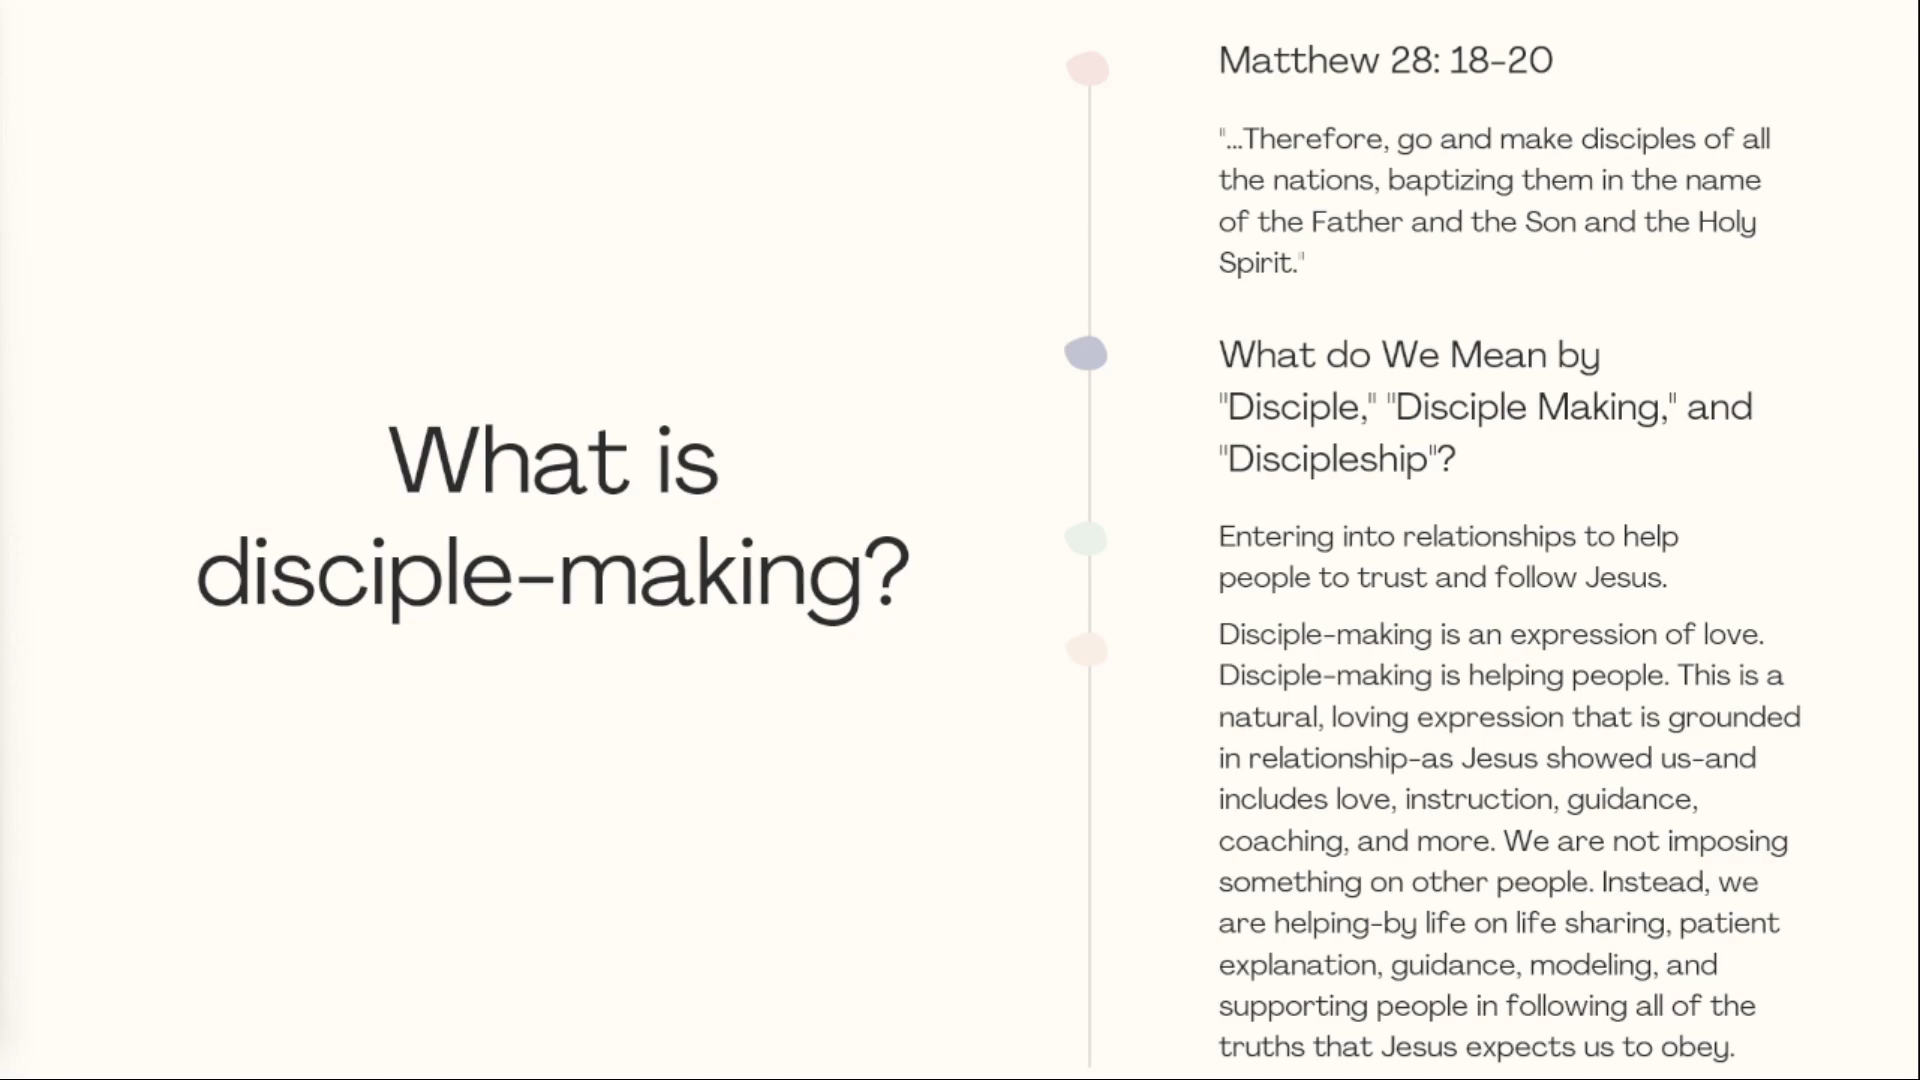 What is
disciple-making?
Matthew 28: 18-20
"...Therefore, go and make disciples of all
the nations, baptizing them in the name
of the Father and the Son and the Holy
Spirit."
What do We Mean by
"Disciple," "Disciple Making," and
"Discipleship"?
Entering into relationships to help
people to trust and follow Jesus.
Disciple-making is an expression of love.
Disciple-making is helping people. This is a
natural, loving expression that is grounded
in relationship-as Jesus showed us-and
includes love, instruction, guidance,
coaching, and more. We are not imposing
something on other people. Instead, we
are helping-by life on life sharing, patient
explanation, guidance, modeling, and
supporting people in following all of the
truths that Jesus expects us to obey.